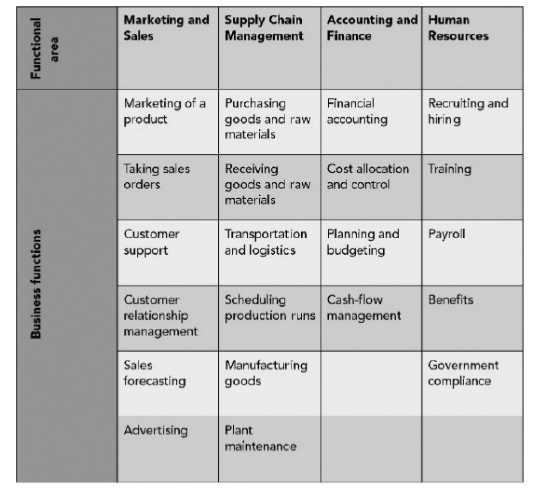 Functional
area
Marketing and
Sales
Supply Chain
Management
Accounting and
Finance
Human
Resources
Business functions
Marketing of a
product
Purchasing
goods and raw
materials
Financial
accounting
Recruiting and
hiring
Taking sales
orders
Receiving
goods and raw
materials
Cost allocation
and control
Training
Customer
support
Transportation
and logistics
Planning and
budgeting
Payroll
Customer
relationship
management
Scheduling
production runs
Cash-flow
management
Benefits
Sales
forecasting
Manufacturing
goods
Government
compliance
Advertising
Plant
maintenance